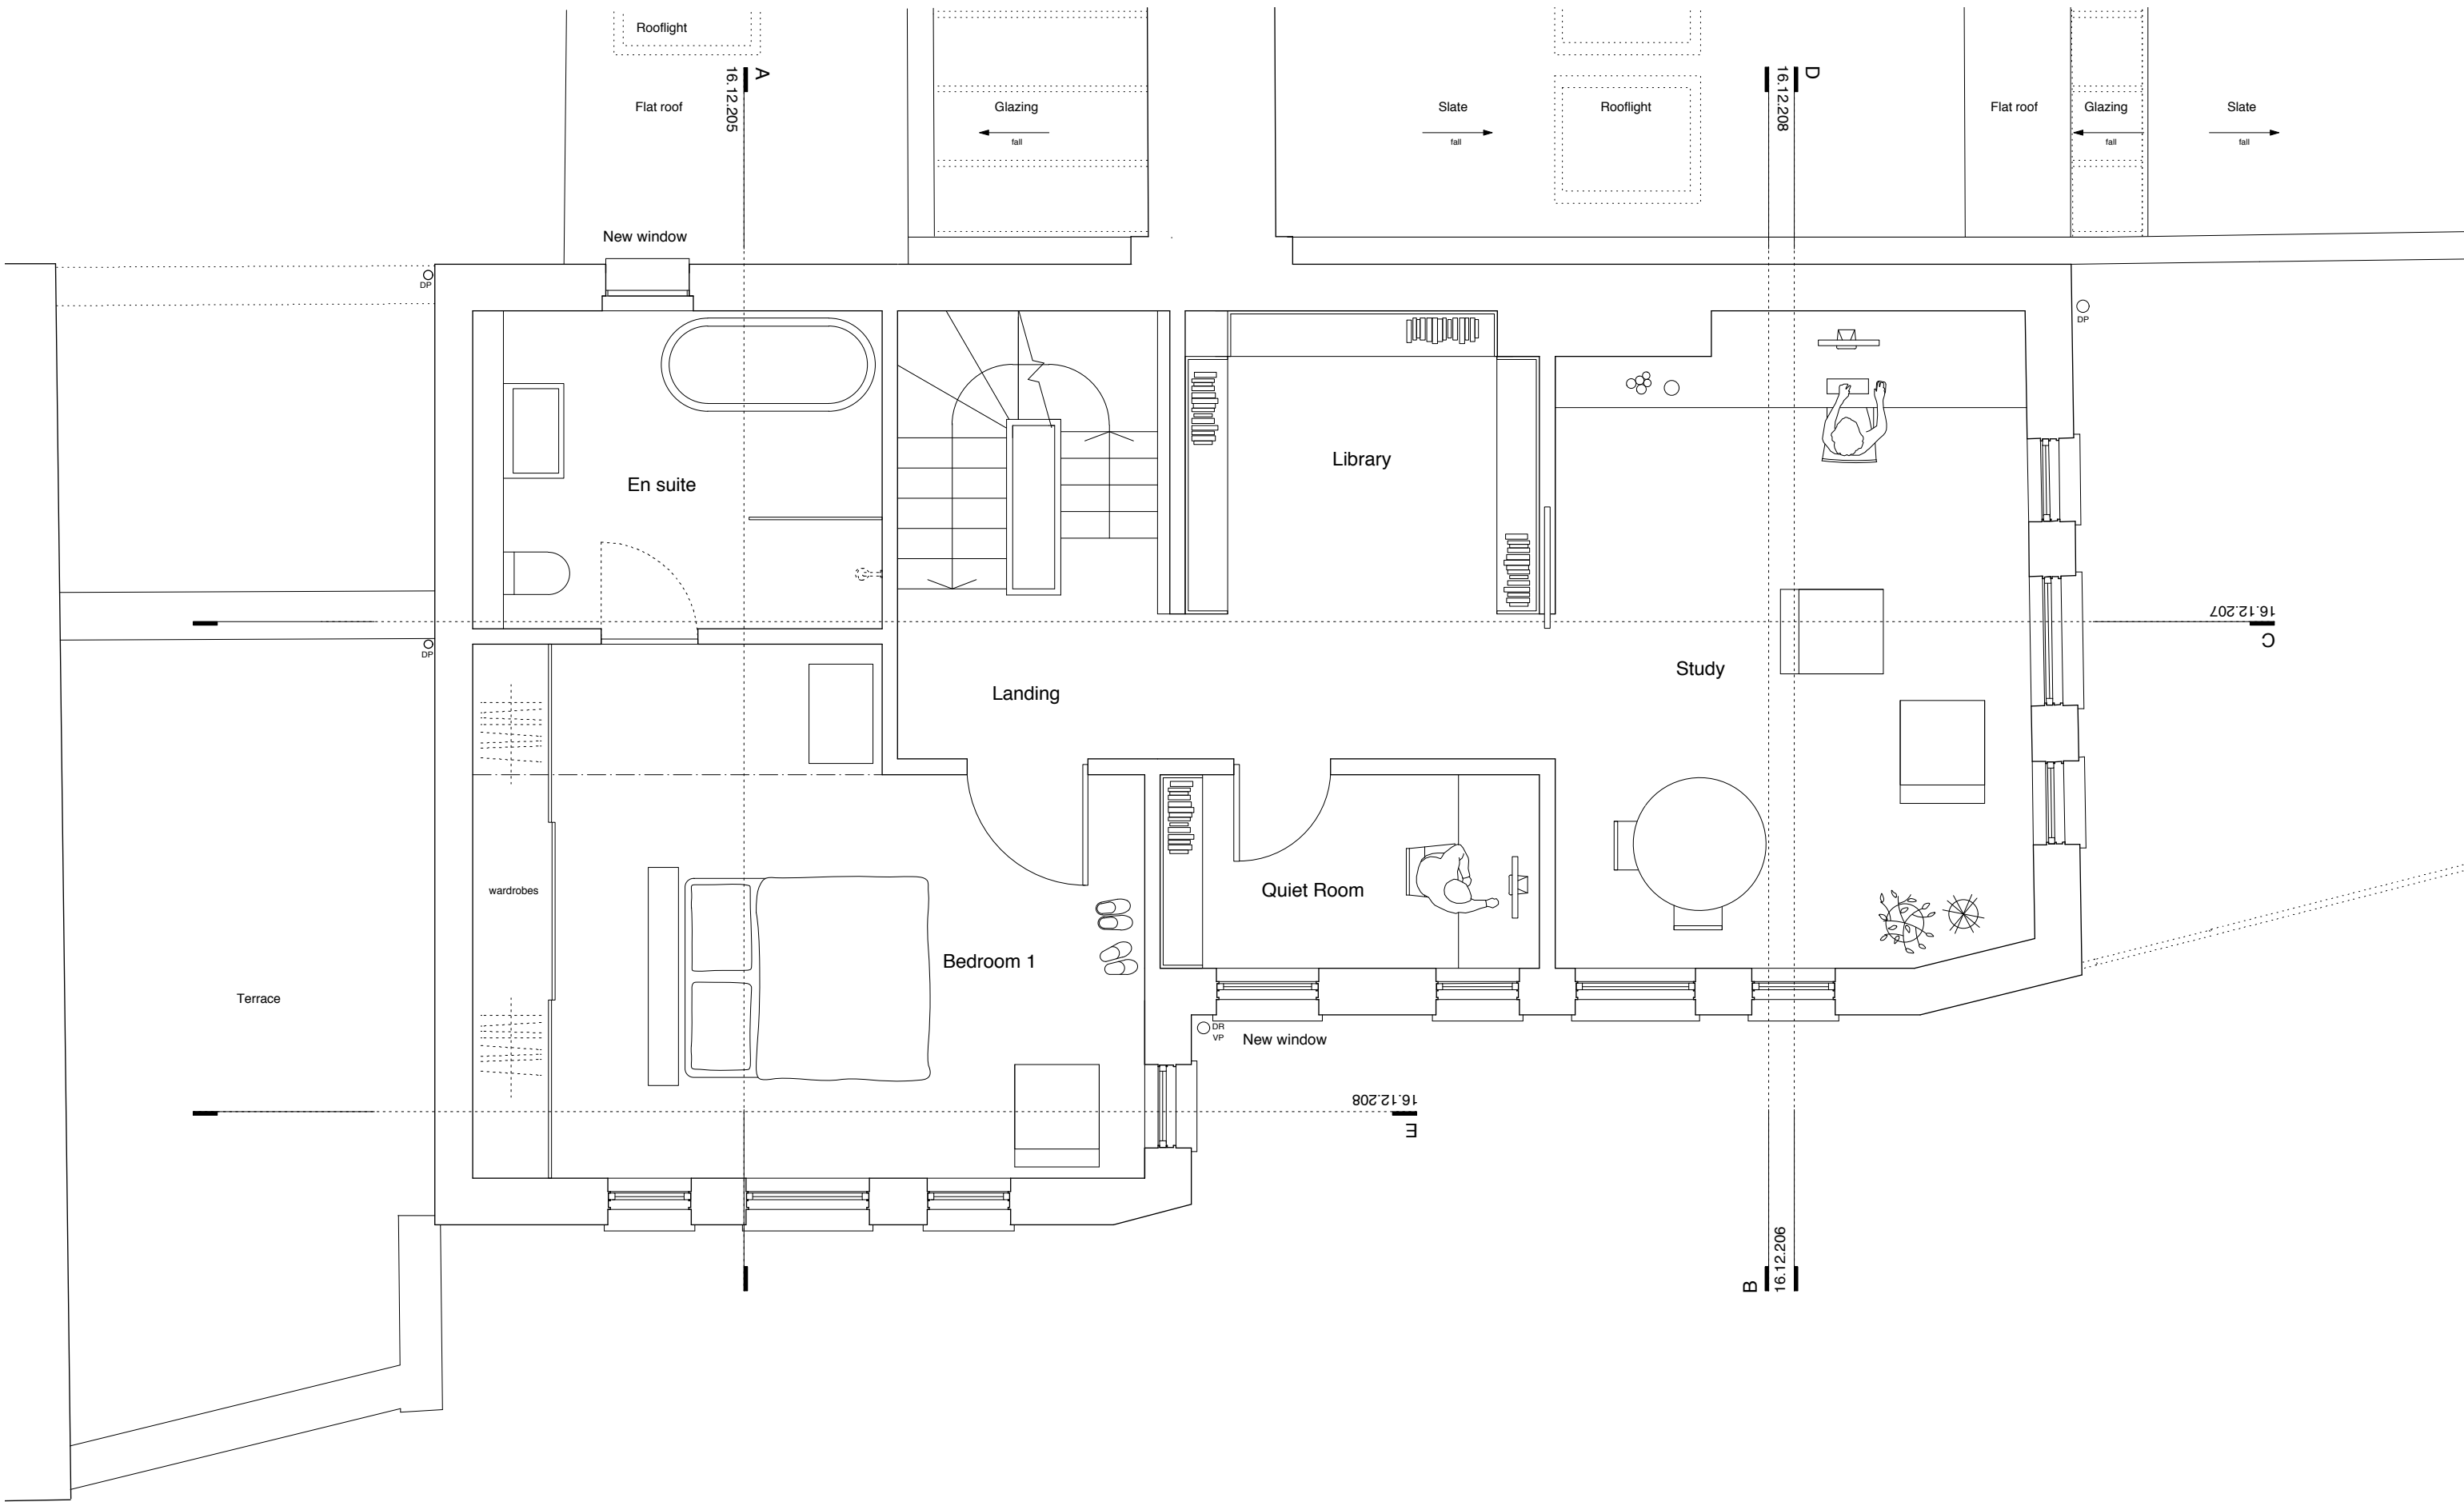 Rooflight
A
16.12.205
D
16.12.208
Flat roof
Glazing
fall
Slate
fall
Rooflight
Flat roof
Glazing
fall
Slate
fall
New window
DP
DP
En suite
Library
16.12.207
C
DP
Landing
Study
wardrobes
Quiet Room
Bedroom 1
Terrace
DR
VP
New window
16.12.208
E
B
16.12.206